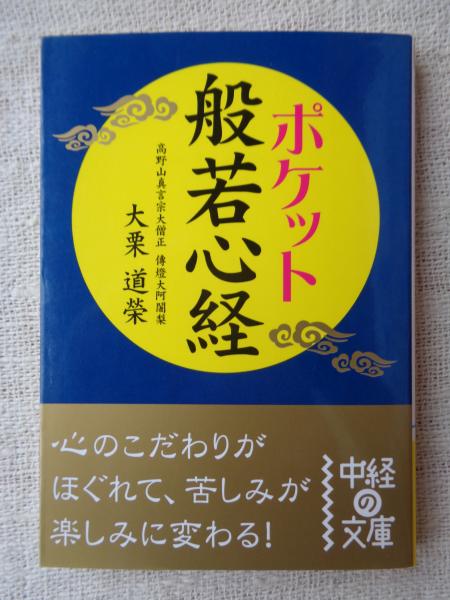 ポケット
般若心経
高野山真言宗大僧正 傳燈大阿闍梨
大栗 道榮
心のこだわりが
ほぐれて、苦しみが
楽しみに変わる!
中経の文庫